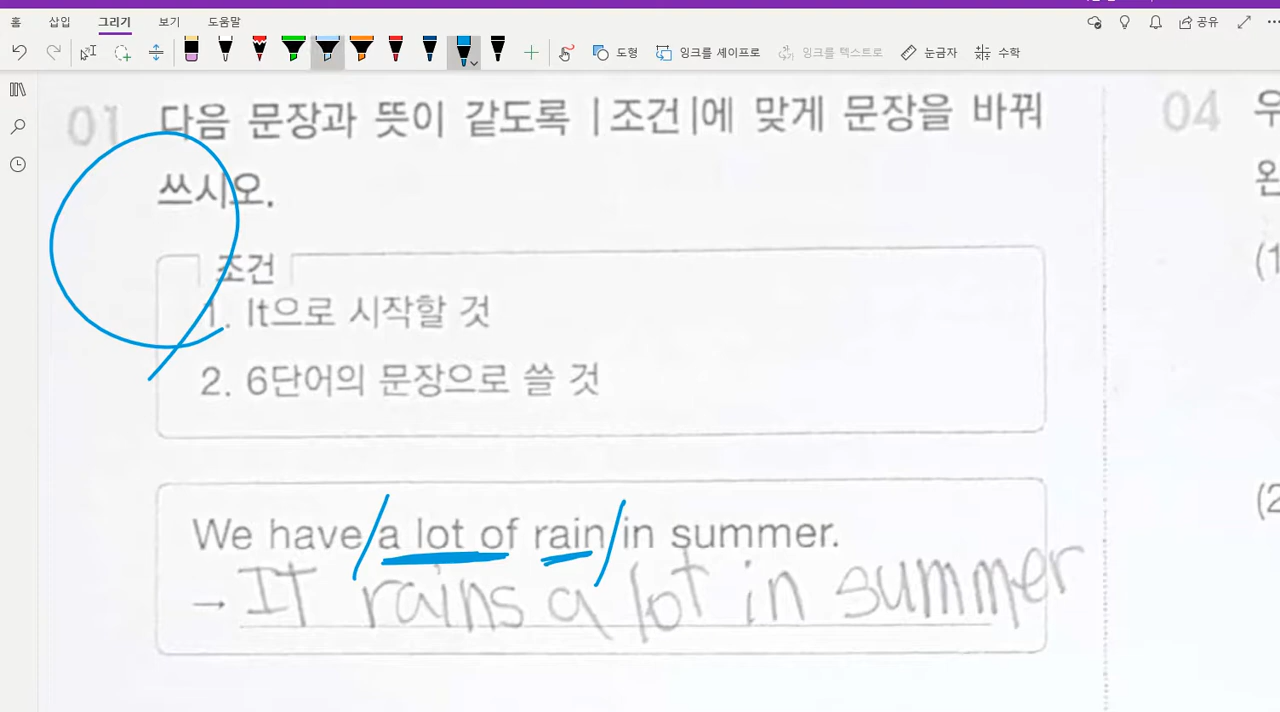 홈 삽입 그리기 보기 도움말 공유
도형 잉크를 셰이프로 잉크를 텍스트로 눈금자 수학
01 다음 문장과 뜻이 같도록 |조건|에 맞게 문장을 바꿔
쓰시오.
조건
1. It으로 시작할 것
2. 6단어의 문장으로 쓸 것
We have / a lot of rain / in summer.
→ It rains a lot in summer
04 우
완
(1
(2